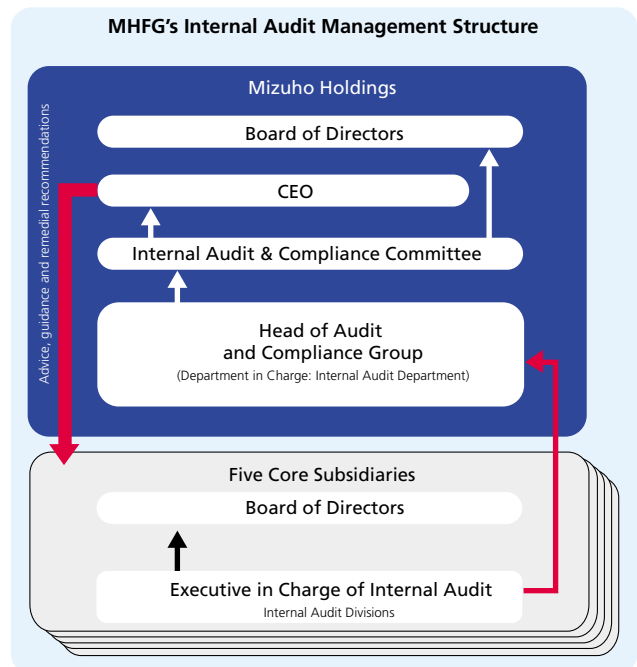 MHFG's Internal Audit Management Structure
Mizuho Holdings
Advice, guidance and remedial recommendations
Board of Directors
CEO
Internal Audit & Compliance Committee
Head of Audit
and Compliance Group
(Department in Charge: Internal Audit Department)
Five Core Subsidiaries
Board of Directors
Executive in Charge of Internal Audit
Internal Audit Divisions